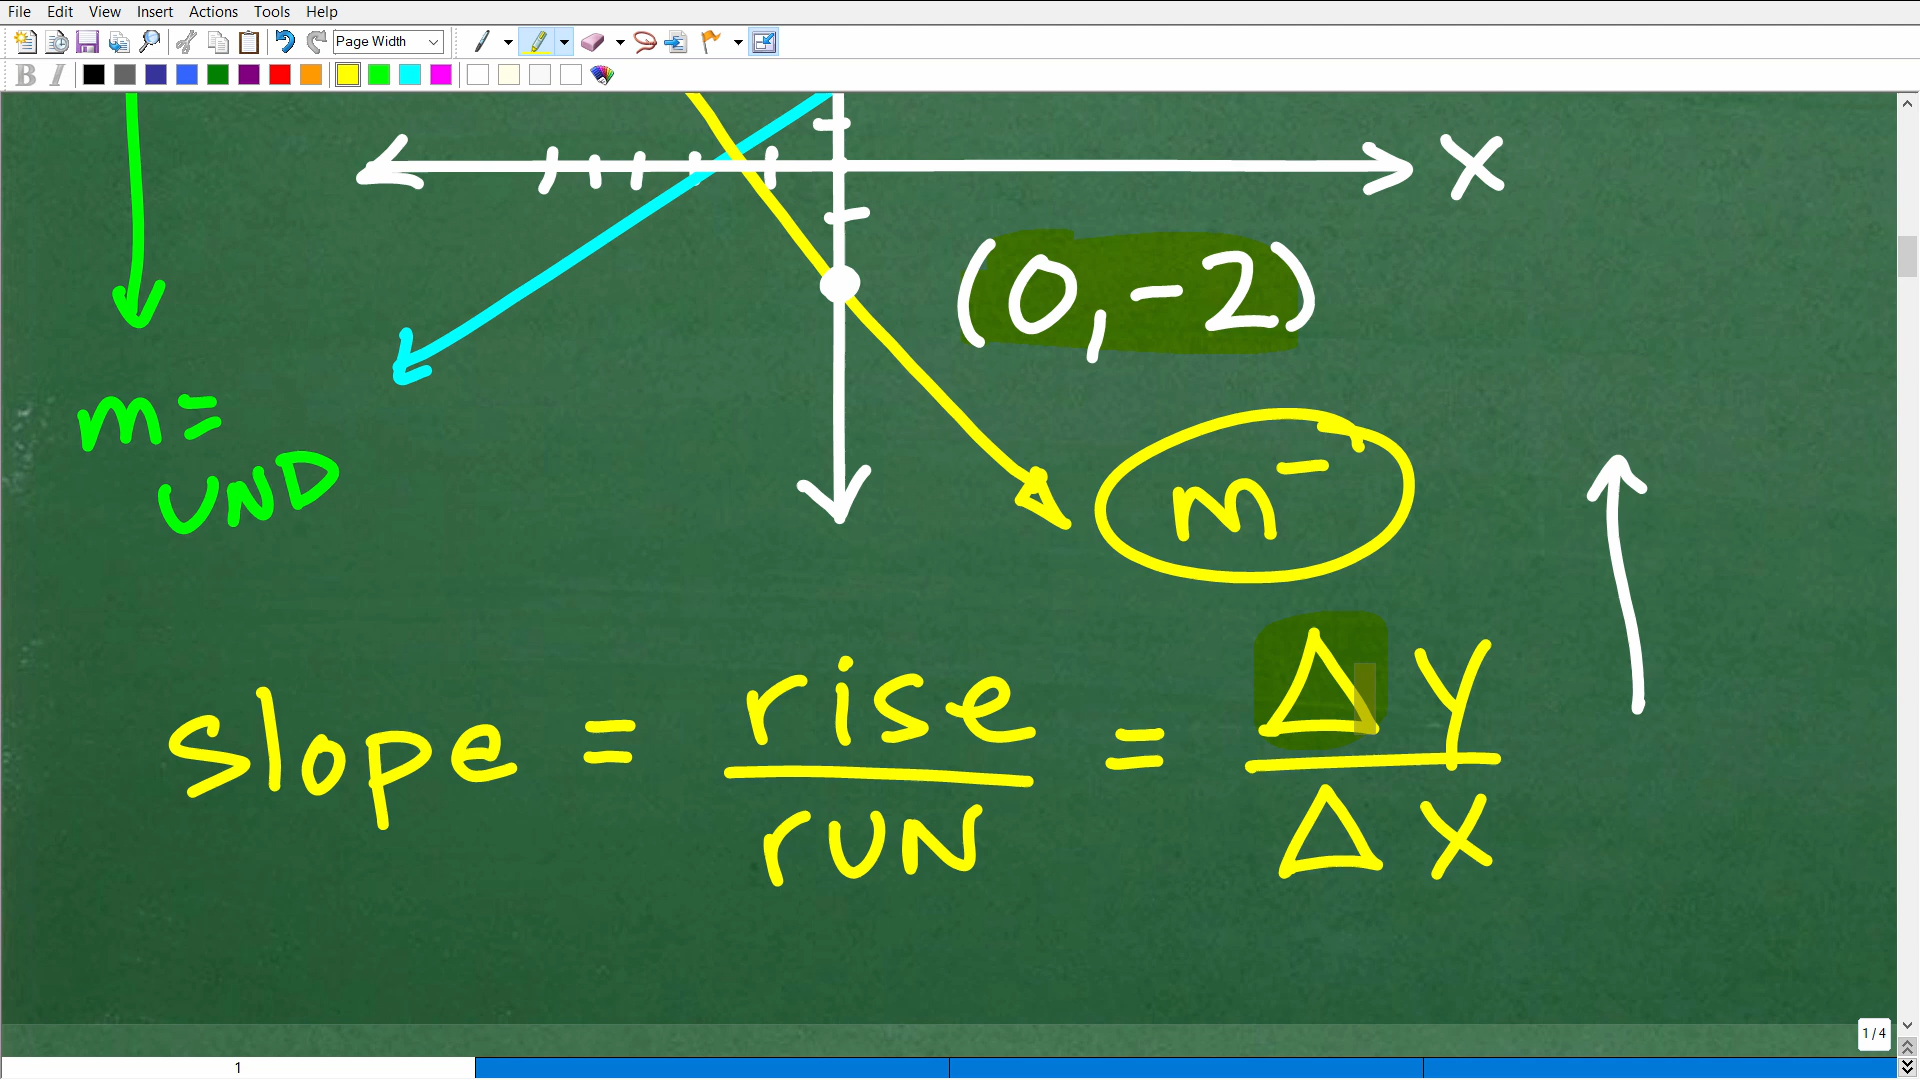 File Edit View Insert Actions Tools Help
Page Width
B I
X
(0, -2)
m =
UND
m⁻
slope = rise/run = Δy/Δx
1 / 4
1